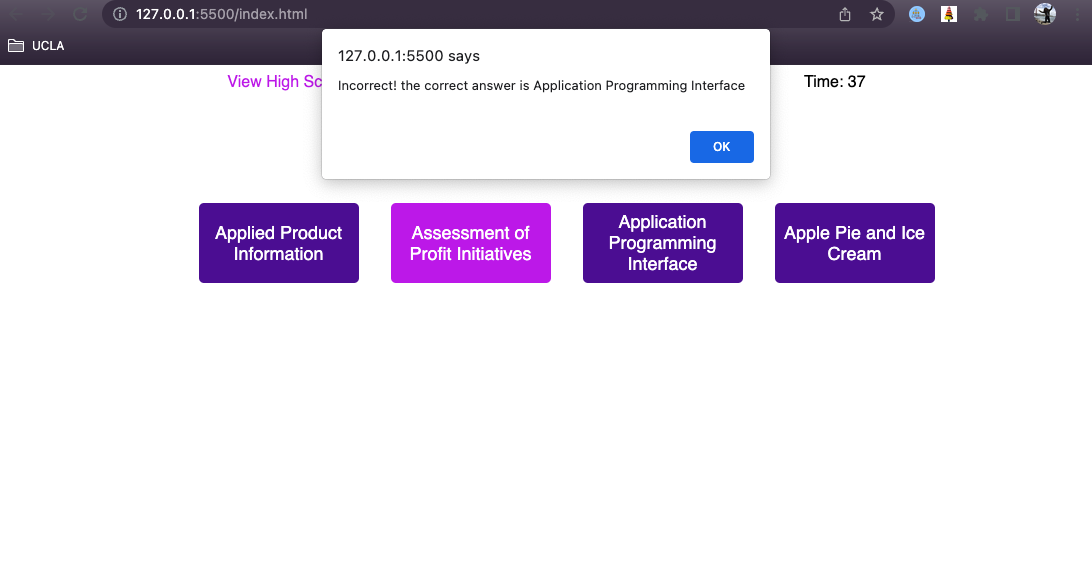 127.0.0.1:5500/index.html
UCLA
127.0.0.1:5500 says
Incorrect! the correct answer is Application Programming Interface
OK
View High Sc
Time: 37
Applied Product
Information
Assessment of
Profit Initiatives
Application
Programming
Interface
Apple Pie and Ice
Cream